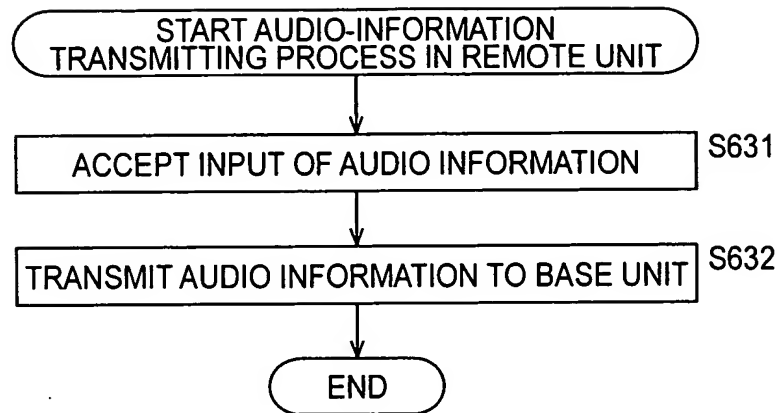 START AUDIO-INFORMATION
TRANSMITTING PROCESS IN REMOTE UNIT
ACCEPT INPUT OF AUDIO INFORMATION
S631
TRANSMIT AUDIO INFORMATION TO BASE UNIT
S632
END